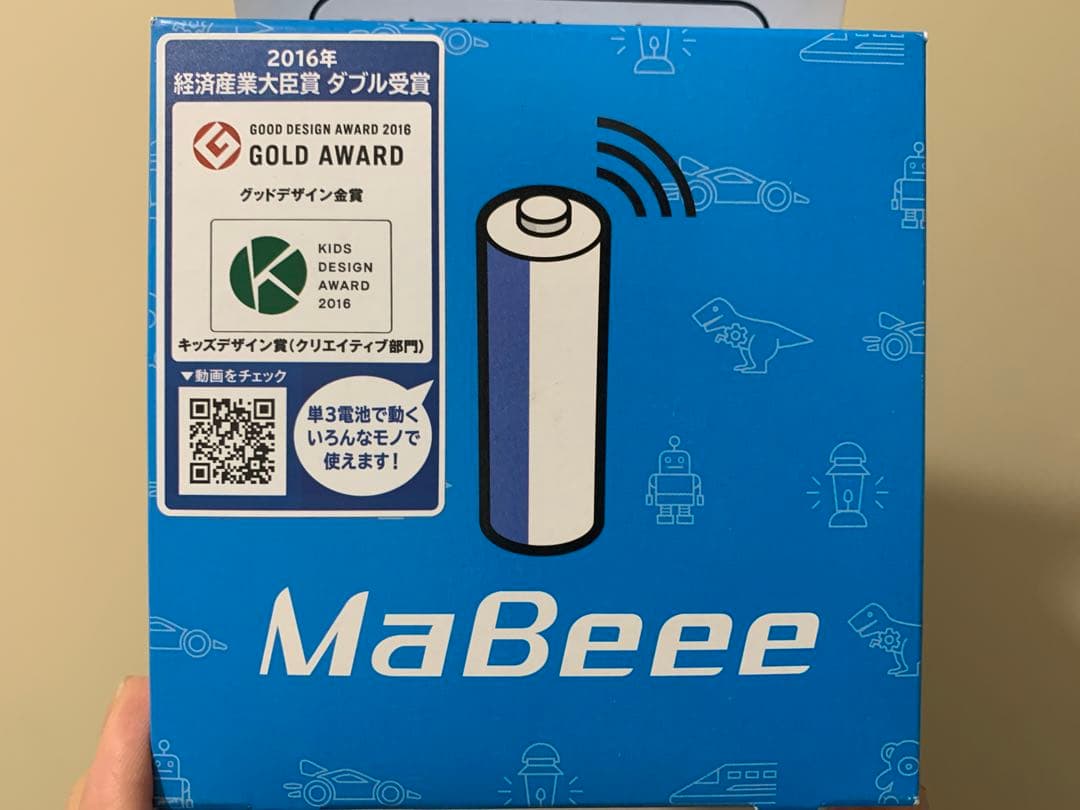 2016年
経済産業大臣賞 ダブル受賞
GOOD DESIGN AWARD 2016
GOLD AWARD
グッドデザイン金賞
KIDS
DESIGN
AWARD
2016
キッズデザイン賞(クリエイティブ部門)
▼動画をチェック
単3電池で動く
いろんなモノで
使えます!
MaBeee